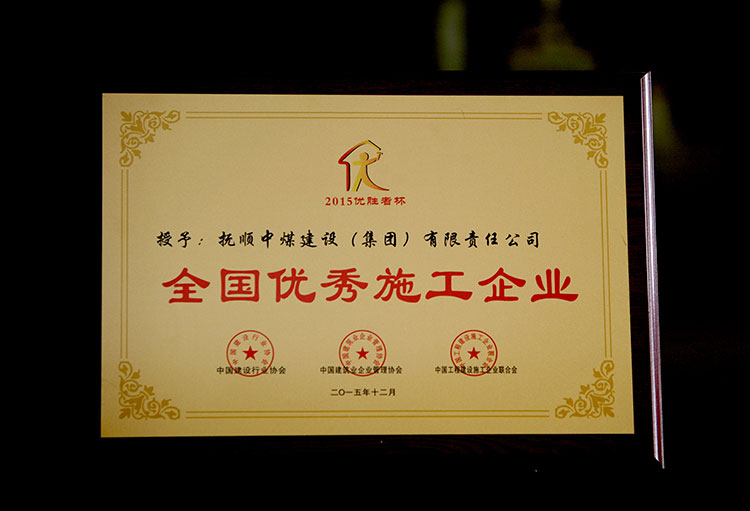 2015优胜者杯
授予：抚顺中煤建设（集团）有限责任公司
全国优秀施工企业
中国建设行业协会 中国建筑业企业管理协会 中国工程建设施工企业联合会
二〇一五年十二月